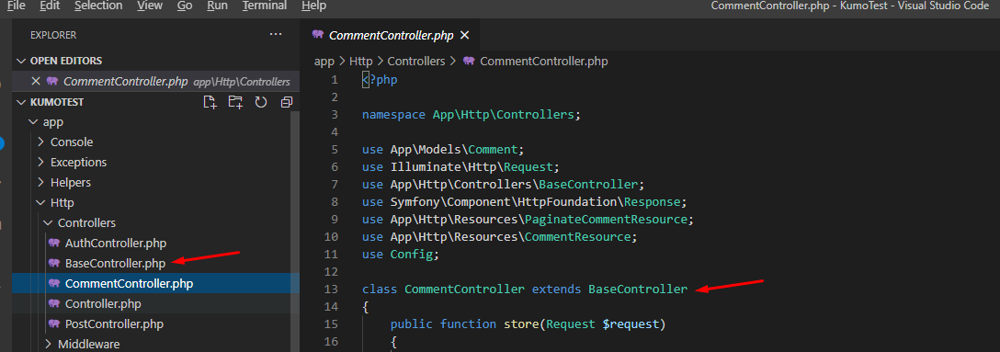 File Edit Selection View Go Run Terminal Help CommentController.php - KumoTest - Visual Studio Code
EXPLORER
OPEN EDITORS
CommentController.php app\Http\Controllers
KUMOTEST
app
Console
Exceptions
Helpers
Http
Controllers
AuthController.php
BaseController.php
CommentController.php
Controller.php
PostController.php
Middleware
CommentController.php
app > Http > Controllers > CommentController.php
1 <?php
2
3 namespace App\Http\Controllers;
4
5 use App\Models\Comment;
6 use Illuminate\Http\Request;
7 use App\Http\Controllers\BaseController;
8 use Symfony\Component\HttpFoundation\Response;
9 use App\Http\Resources\PaginateCommentResource;
10 use App\Http\Resources\CommentResource;
11 use Config;
12
13 class CommentController extends BaseController
14 {
15 public function store(Request $request)
16 {